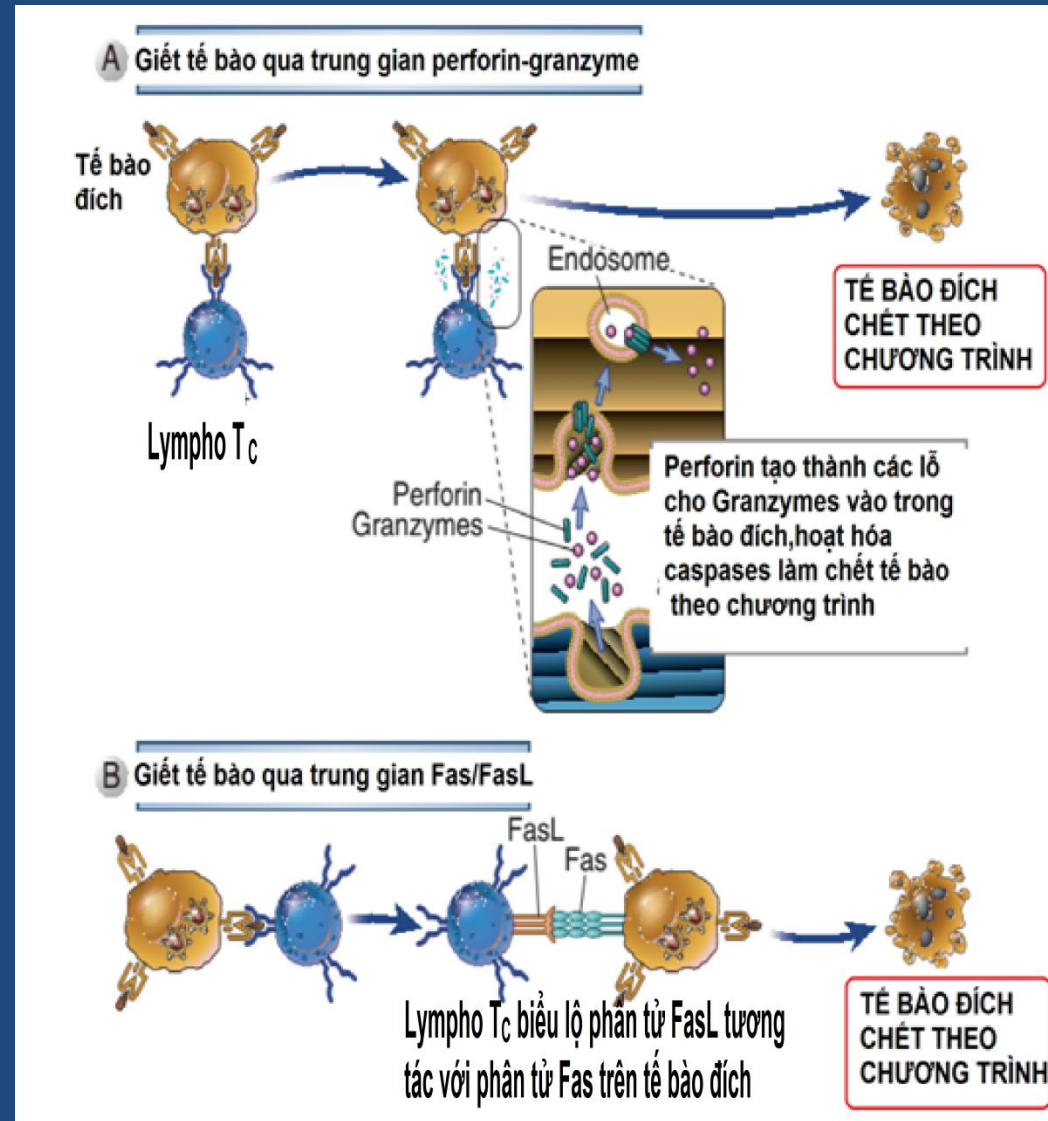 A Giết tế bào qua trung gian perforin-granzyme
Tế bào
đích
Endosome
TẾ BÀO ĐÍCH
CHẾT THEO
CHƯƠNG TRÌNH
Lympho TC
Perforin
Granzymes
Perforin tạo thành các lỗ
cho Granzymes vào trong
tế bào đích,hoạt hóa
caspases làm chết tế bào
theo chương trình
B Giết tế bào qua trung gian Fas/FasL
FasL
Fas
Lympho TC biểu lộ phân tử FasL tương
tác với phân tử Fas trên tế bào đích
TẾ BÀO ĐÍCH
CHẾT THEO
CHƯƠNG TRÌNH